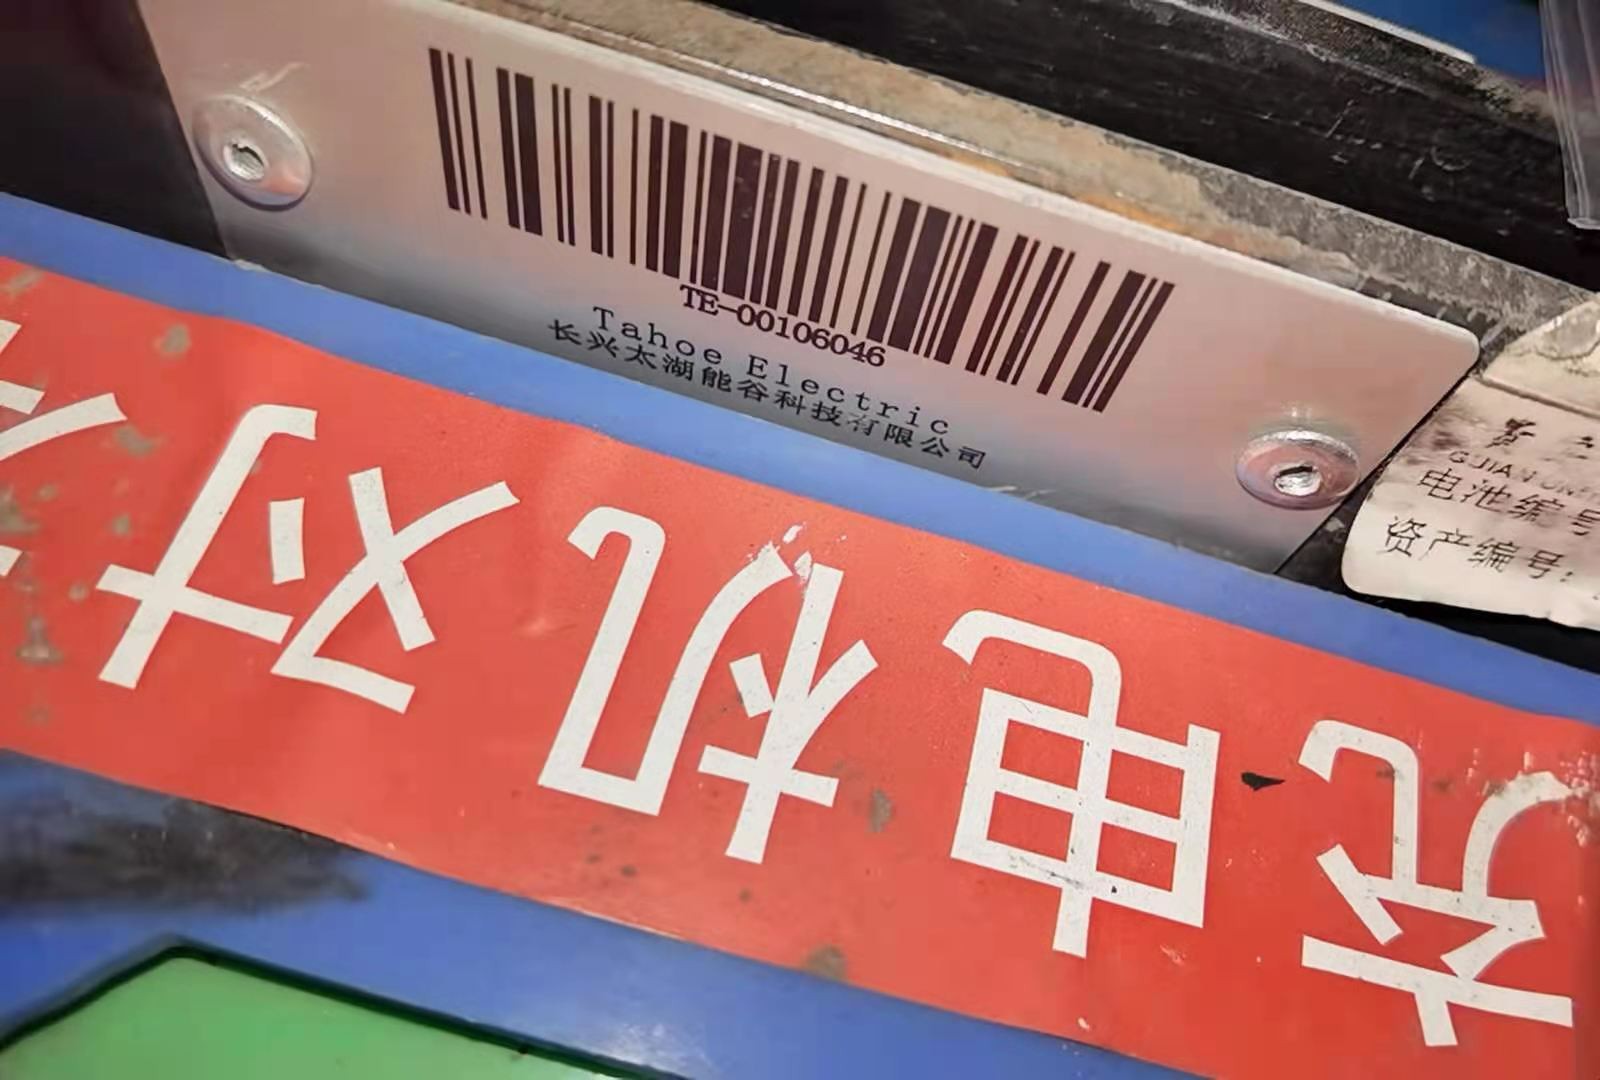 TE-00106046
Tahoe Electric
长兴太湖能谷科技有限公司
电池编号
资产编号:
充电机对